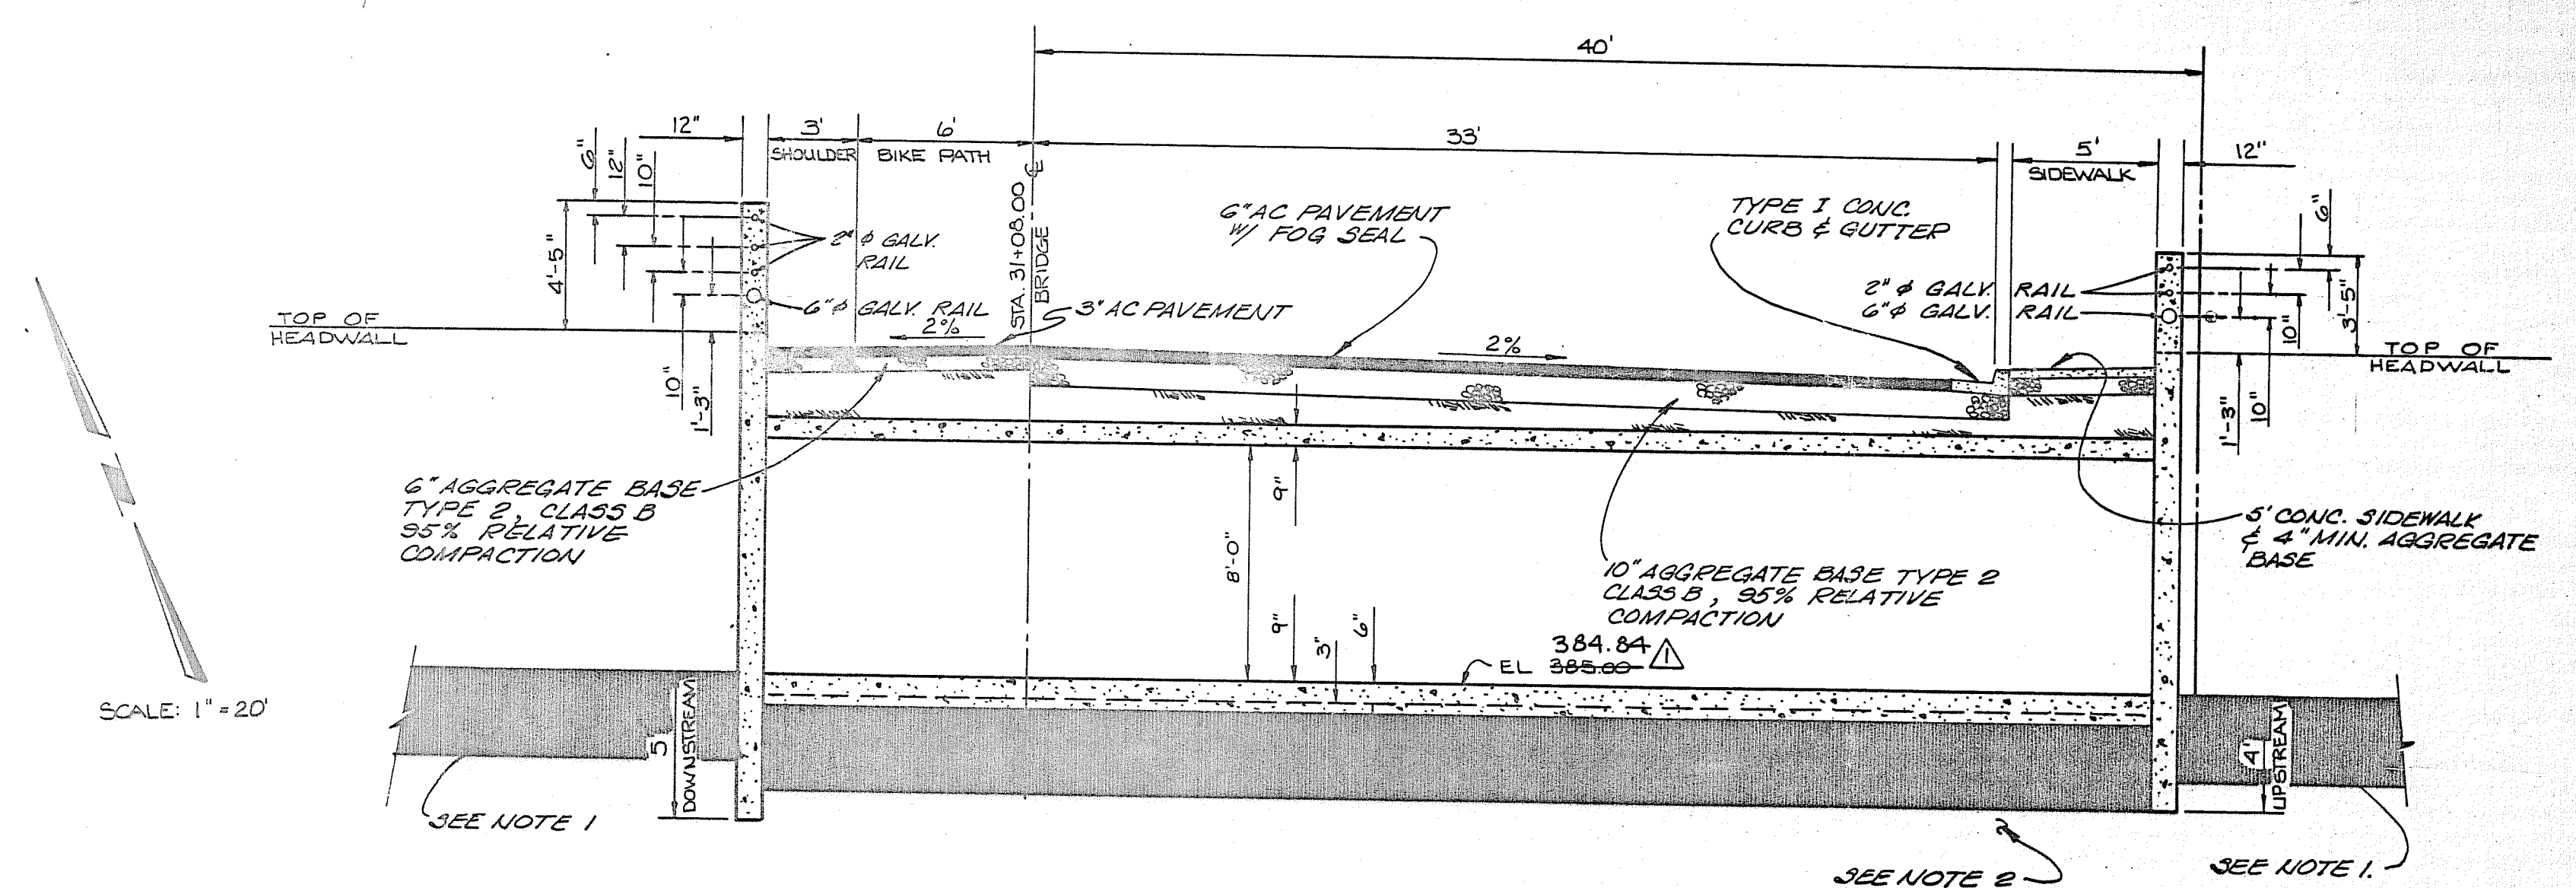 40'
12"
3'
6'
33'
5'
12"
SHOULDER
BIKE PATH
SIDEWALK
6"
12"
10"
4'-5"
10"
1'-3"
2" φ GALV.
RAIL
6" φ GALV. RAIL
STA. 31+08.00
BRIDGE ℄
2%
3" AC PAVEMENT
6" AC PAVEMENT
W/ FOG SEAL
2%
TYPE I CONC.
CURB & GUTTER
2" φ GALV. RAIL
6" φ GALV. RAIL
6"
3'-5"
10"
1'-3"
10"
TOP OF
HEADWALL
TOP OF
HEADWALL
6" AGGREGATE BASE
TYPE 2, CLASS B
95% RELATIVE
COMPACTION
9"
8'-0"
9"
3"
6"
10" AGGREGATE BASE TYPE 2
CLASS B, 95% RELATIVE
COMPACTION
5' CONC. SIDEWALK
& 4" MIN. AGGREGATE
BASE
384.84
1
EL 385.00
SCALE: 1" = 20'
5'
DOWNSTREAM
4'
UPSTREAM
SEE NOTE 1
SEE NOTE 2
SEE NOTE 1.